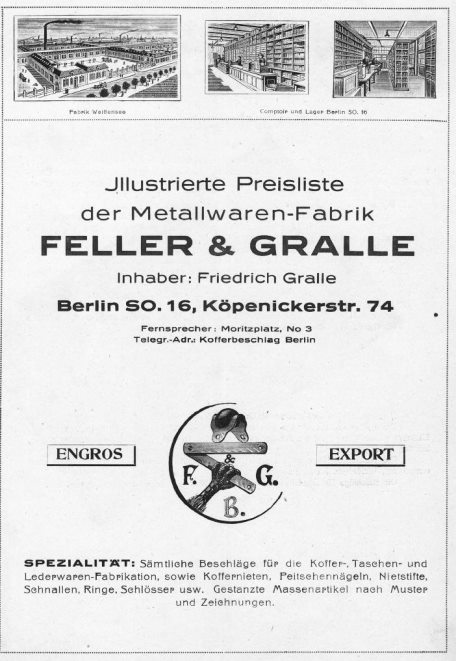 Fabrik Weißensee
Comptoir und Lager Berlin SO. 16
Jllustrierte Preisliste
der Metallwaren-Fabrik
FELLER & GRALLE
Inhaber: Friedrich Gralle
Berlin SO. 16, Köpenickerstr. 74
Fernsprecher: Moritzplatz, No 3
Telegr.-Adr.: Kofferbeschlag Berlin
ENGROS
F. & G.
B.
EXPORT
SPEZIALITÄT: Sämtliche Beschläge für die Koffer-, Taschen- und
Lederwaren-Fabrikation, sowie Koffernieten, Peitschennägeln, Nietstifte,
Schnallen, Ringe, Schlösser usw. Gestanzte Massenartikel nach Muster
und Zeichnungen.